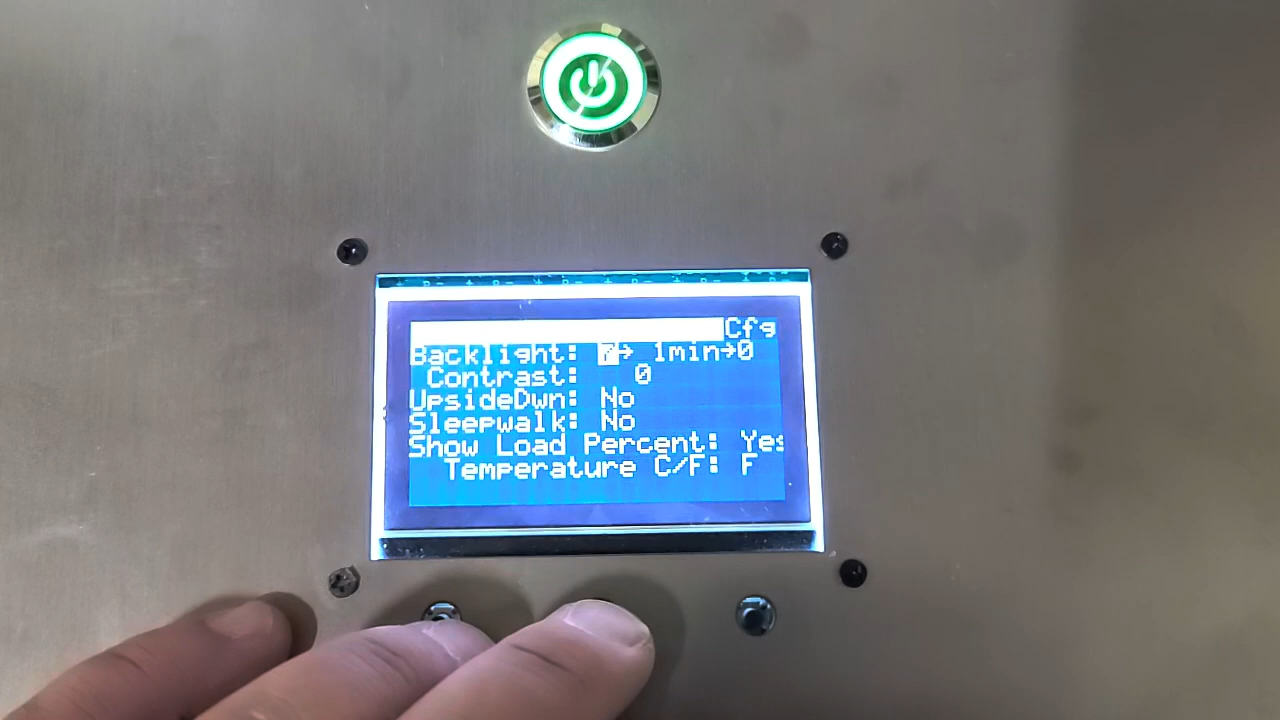 Cfg
Backlight: 7→ 1min→0
Contrast: 0
UpsideDwn: No
Sleepwalk: No
Show Load Percent: Yes
Temperature C/F: F